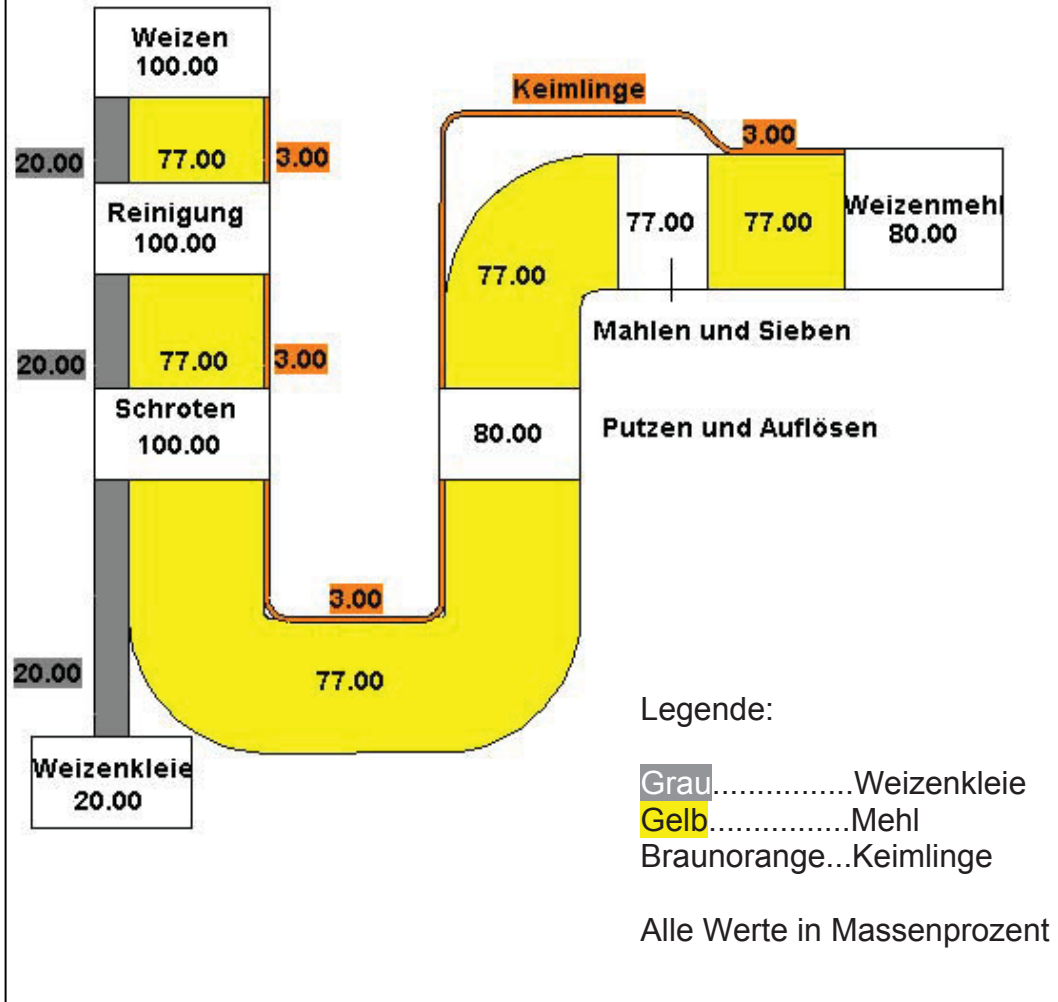 Weizen
100.00
20.00
77.00
3.00
Reinigung
100.00
20.00
77.00
3.00
Schroten
100.00
3.00
77.00
20.00
Weizenkleie
20.00
Keimlinge
3.00
77.00
77.00
77.00
Weizenmehl
80.00
Mahlen und Sieben
80.00
Putzen und Auflösen
Legende:
Grau................Weizenkleie
Gelb................Mehl
Braunorange...Keimlinge
Alle Werte in Massenprozent